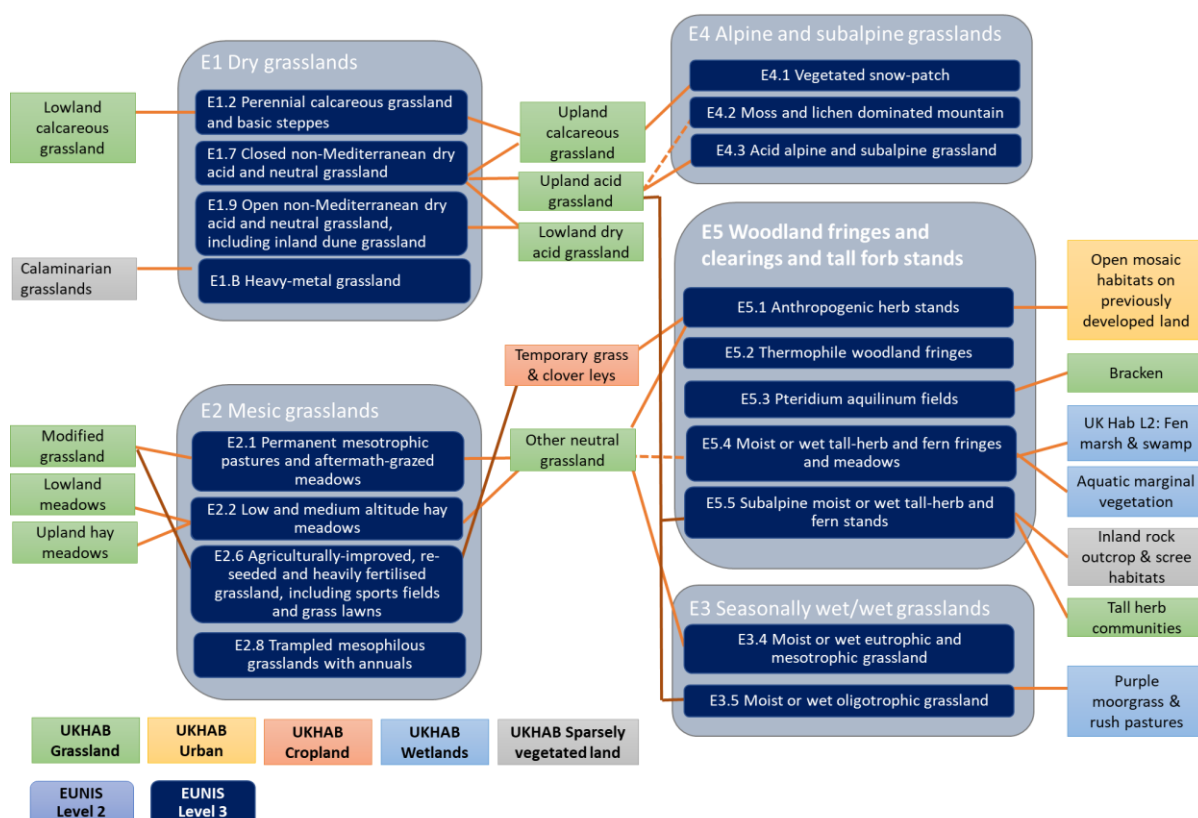 E1 Dry grasslands
E1.2 Perennial calcareous grassland
and basic steppes
E1.7 Closed non-Mediterranean dry
acid and neutral grassland
E1.9 Open non-Mediterranean dry
acid and neutral grassland,
including inland dune grassland
E1.B Heavy-metal grassland
Lowland
calcareous
grassland
Calaminarian
grasslands
Upland
calcareous
grassland
Upland acid
grassland
Lowland dry
acid grassland
E4 Alpine and subalpine grasslands
E4.1 Vegetated snow-patch
E4.2 Moss and lichen dominated mountain
E4.3 Acid alpine and subalpine grassland
E5 Woodland fringes and
clearings and tall forb stands
E5.1 Anthropogenic herb stands
E5.2 Thermophile woodland fringes
E5.3 Pteridium aquilinum fields
E5.4 Moist or wet tall-herb and fern fringes
and meadows
E5.5 Subalpine moist or wet tall-herb and
fern stands
Open mosaic
habitats on
previously
developed land
Bracken
UK Hab L2: Fen
marsh & swamp
Aquatic marginal
vegetation
Inland rock
outcrop & scree
habitats
Tall herb
communities
Temporary grass
& clover leys
Other neutral
grassland
E2 Mesic grasslands
E2.1 Permanent mesotrophic
pastures and aftermath-grazed
meadows
E2.2 Low and medium altitude hay
meadows
E2.6 Agriculturally-improved, re-
seeded and heavily fertilised
grassland, including sports fields
and grass lawns
E2.8 Trampled mesophilous
grasslands with annuals
Modified
grassland
Lowland
meadows
Upland hay
meadows
E3 Seasonally wet/wet grasslands
E3.4 Moist or wet eutrophic and
mesotrophic grassland
E3.5 Moist or wet oligotrophic grassland
Purple
moorgrass &
rush pastures
UKHAB
Grassland
UKHAB
Urban
UKHAB
Cropland
UKHAB
Wetlands
UKHAB Sparsely
vegetated land
EUNIS
Level 2
EUNIS
Level 3